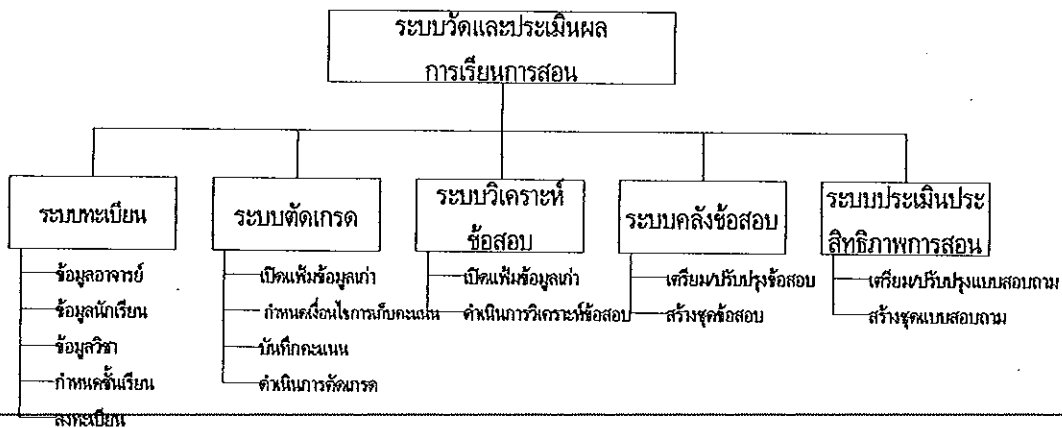 ระบบวัดและประเมินผล
การเรียนการสอน
ระบบทะเบียน
ข้อมูลอาจารย์
ข้อมูลนักเรียน
ข้อมูลวิชา
กำหนดชั้นเรียน
ลงทะเบียน
ระบบตัดเกรด
เปิดแฟ้มข้อมูลเก่า
กำหนดเงื่อนไขการเก็บคะแนน
บันทึกคะแนน
ดำเนินการตัดเกรด
ระบบวิเคราะห์
ข้อสอบ
เปิดแฟ้มข้อมูลเก่า
ดำเนินการวิเคราะห์ข้อสอบ
ระบบคลังข้อสอบ
เตรียม/ปรับปรุงข้อสอบ
สร้างชุดข้อสอบ
ระบบประเมินประ
สิทธิภาพการสอน
เตรียม/ปรับปรุงแบบสอบถาม
สร้างชุดแบบสอบถาม